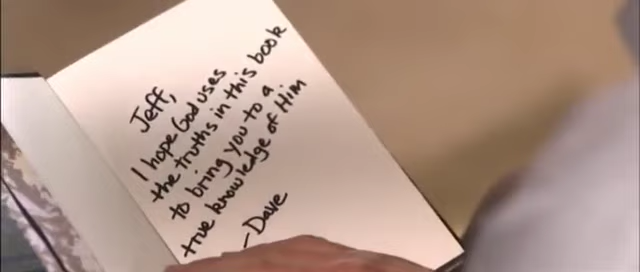 Jeff,
I hope God uses
the truths in this book
to bring you to a
true knowledge of Him
-Dave